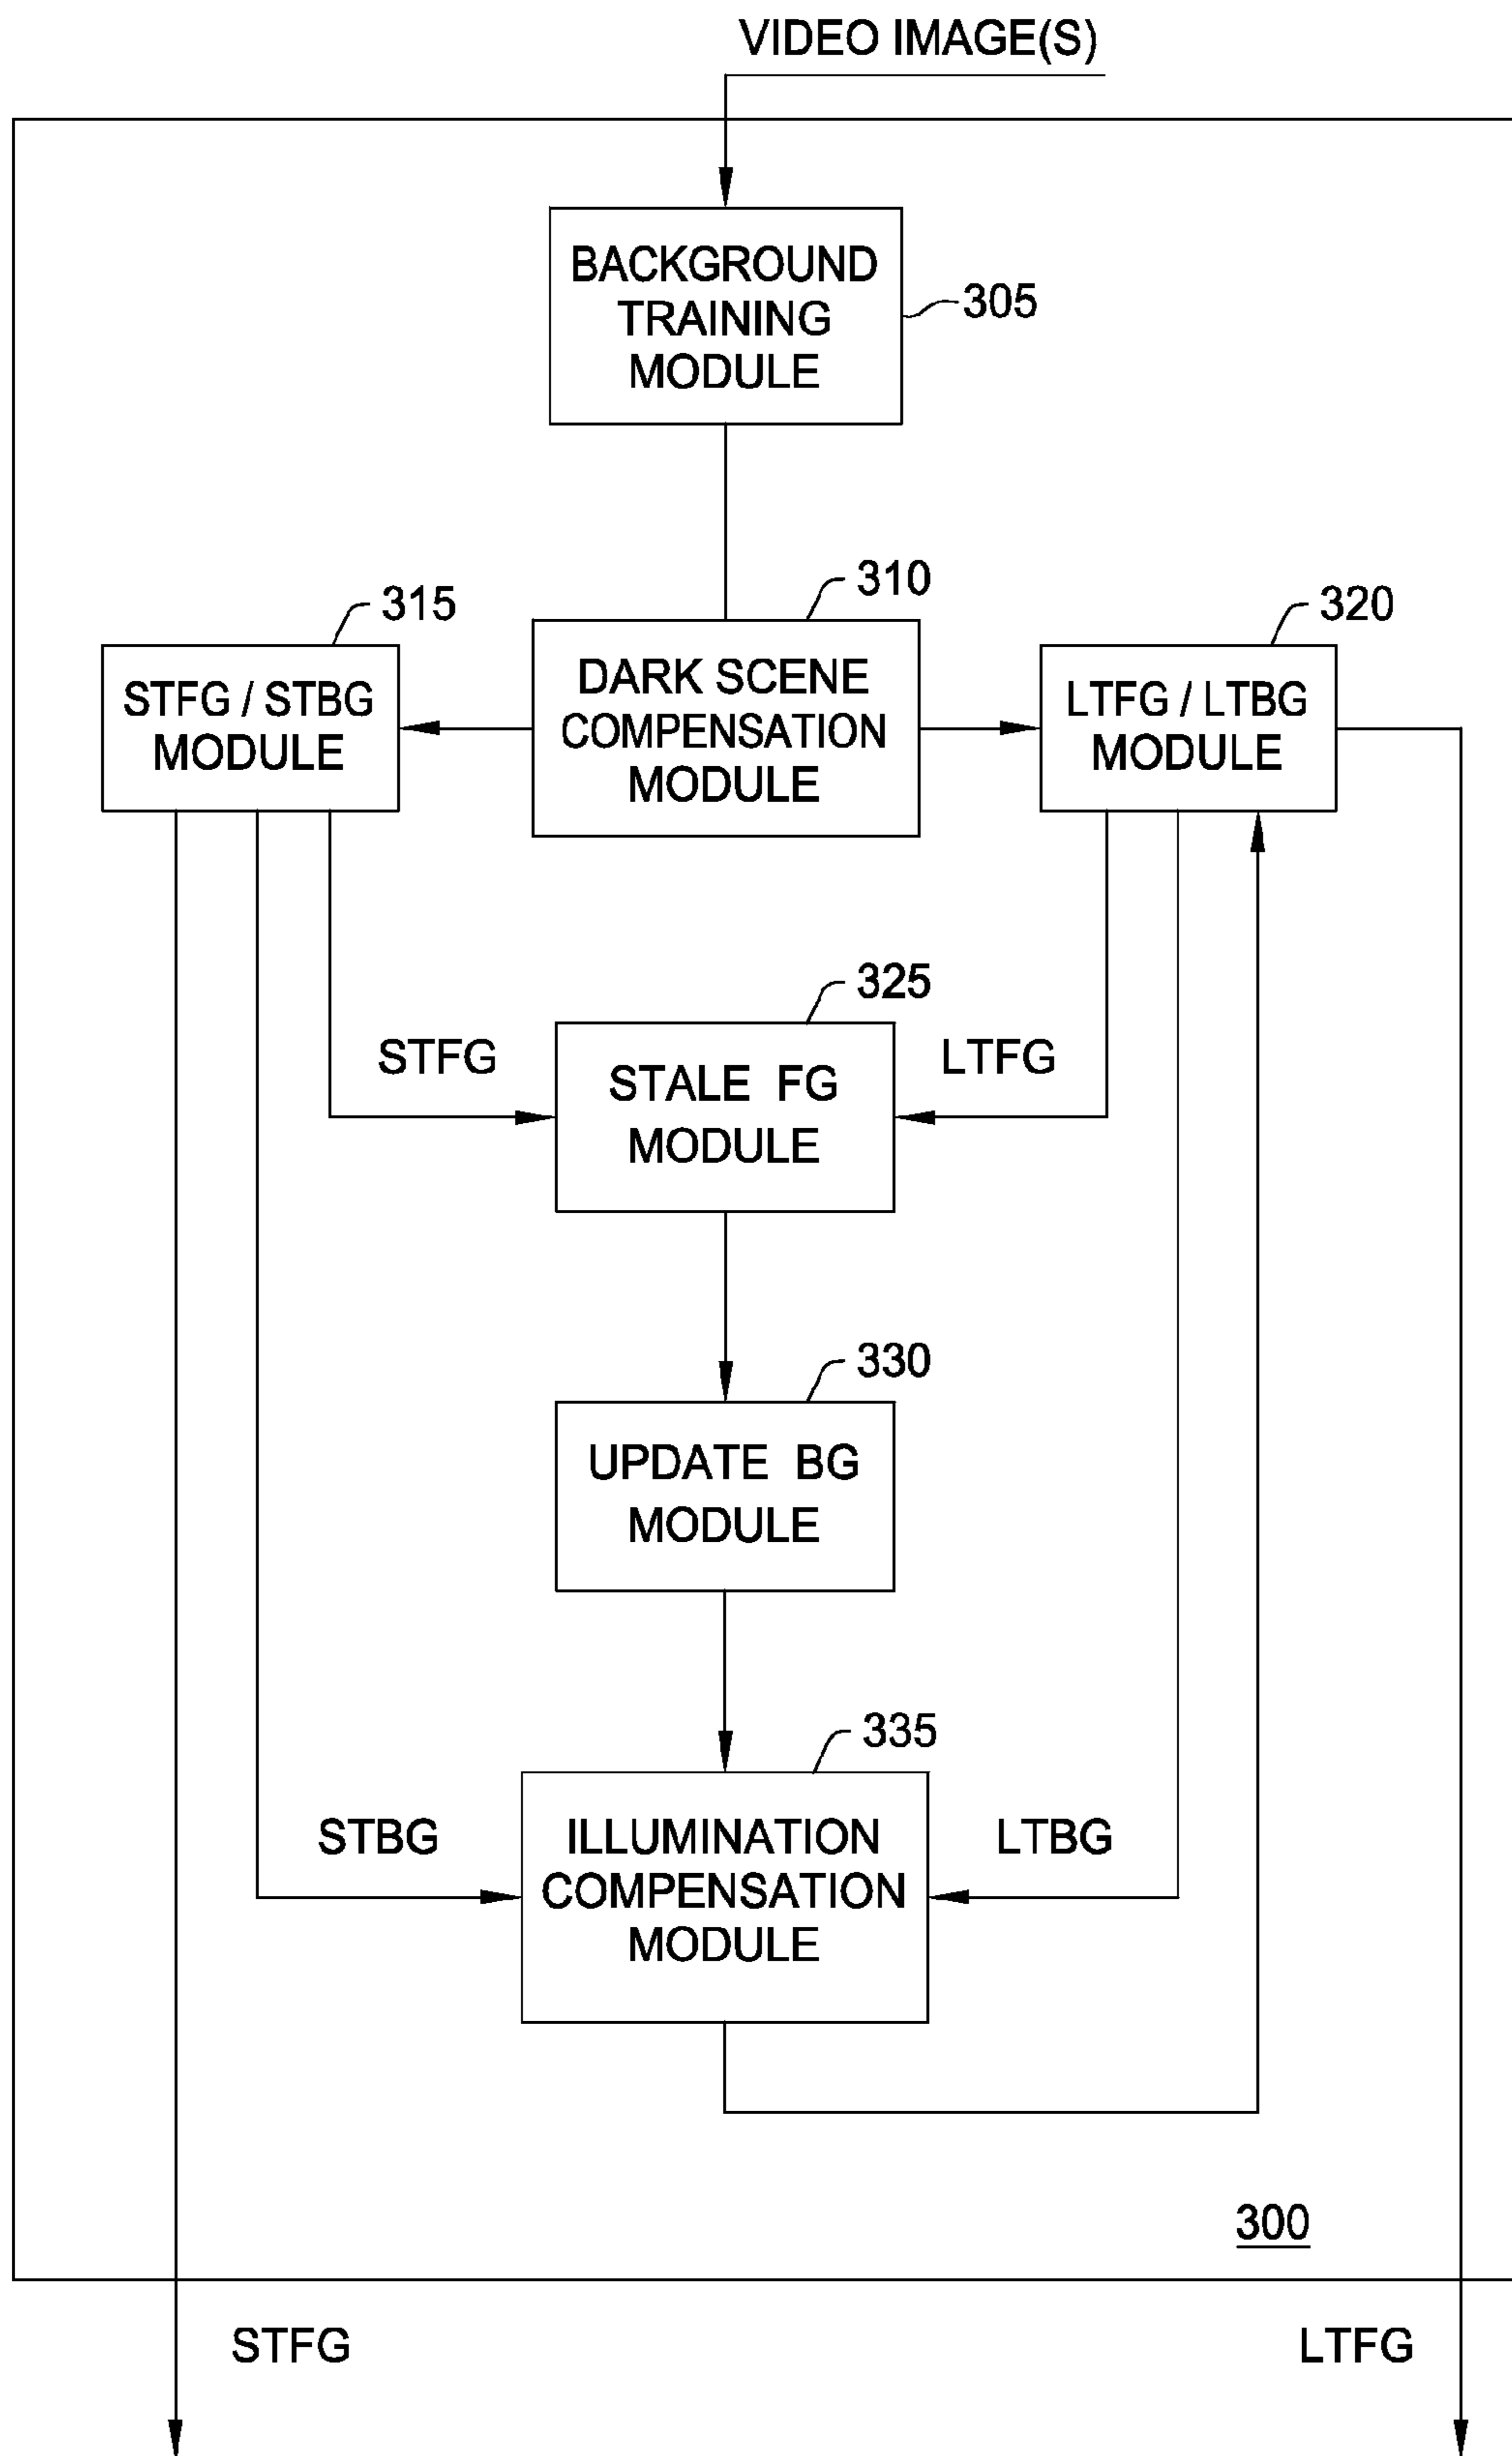 VIDEO IMAGE(S)
BACKGROUND
TRAINING
MODULE
305
310
315
320
STFG / STBG
MODULE
DARK SCENE
COMPENSATION
MODULE
LTFG / LTBG
MODULE
325
STFG
LTFG
STALE FG
MODULE
330
UPDATE BG
MODULE
335
STBG
LTBG
ILLUMINATION
COMPENSATION
MODULE
300
STFG
LTFG